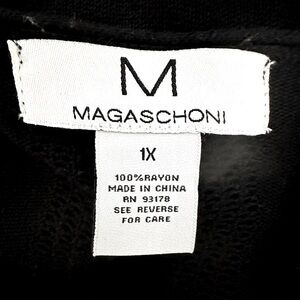 M
MAGASCHONI
1X
100%RAYON
MADE IN CHINA
RN 93178
SEE REVERSE
FOR CARE